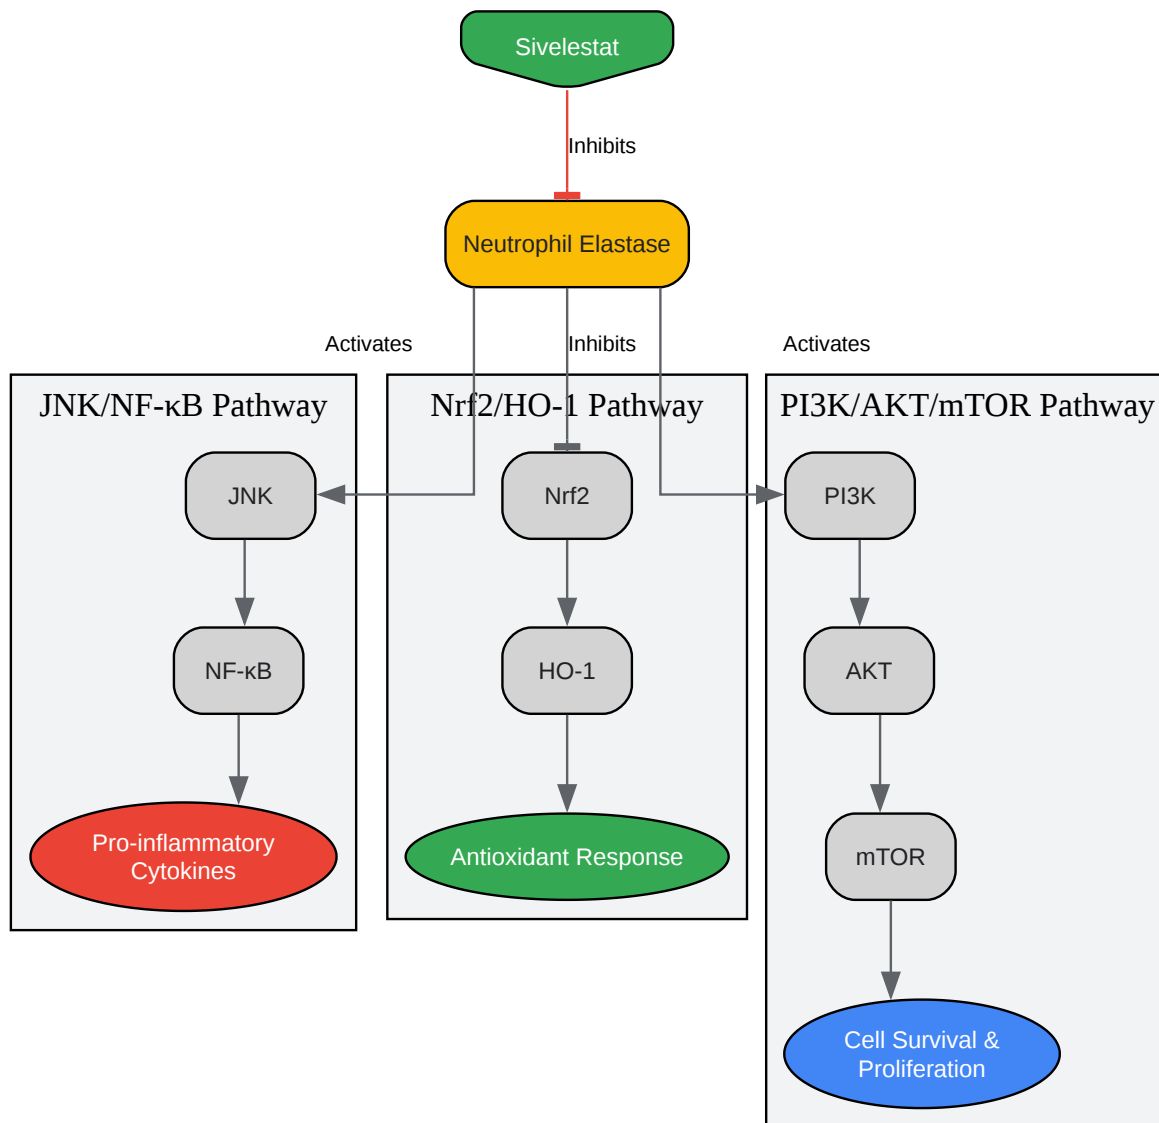 Sivelestat
Inhibits
Neutrophil Elastase
Activates
Inhibits
Activates
JNK/NF-κB Pathway
Nrf2/HO-1 Pathway
PI3K/AKT/mTOR Pathway
JNK
Nrf2
PI3K
NF-κB
HO-1
AKT
Pro-inflammatory
Cytokines
Antioxidant Response
mTOR
Cell Survival &
Proliferation